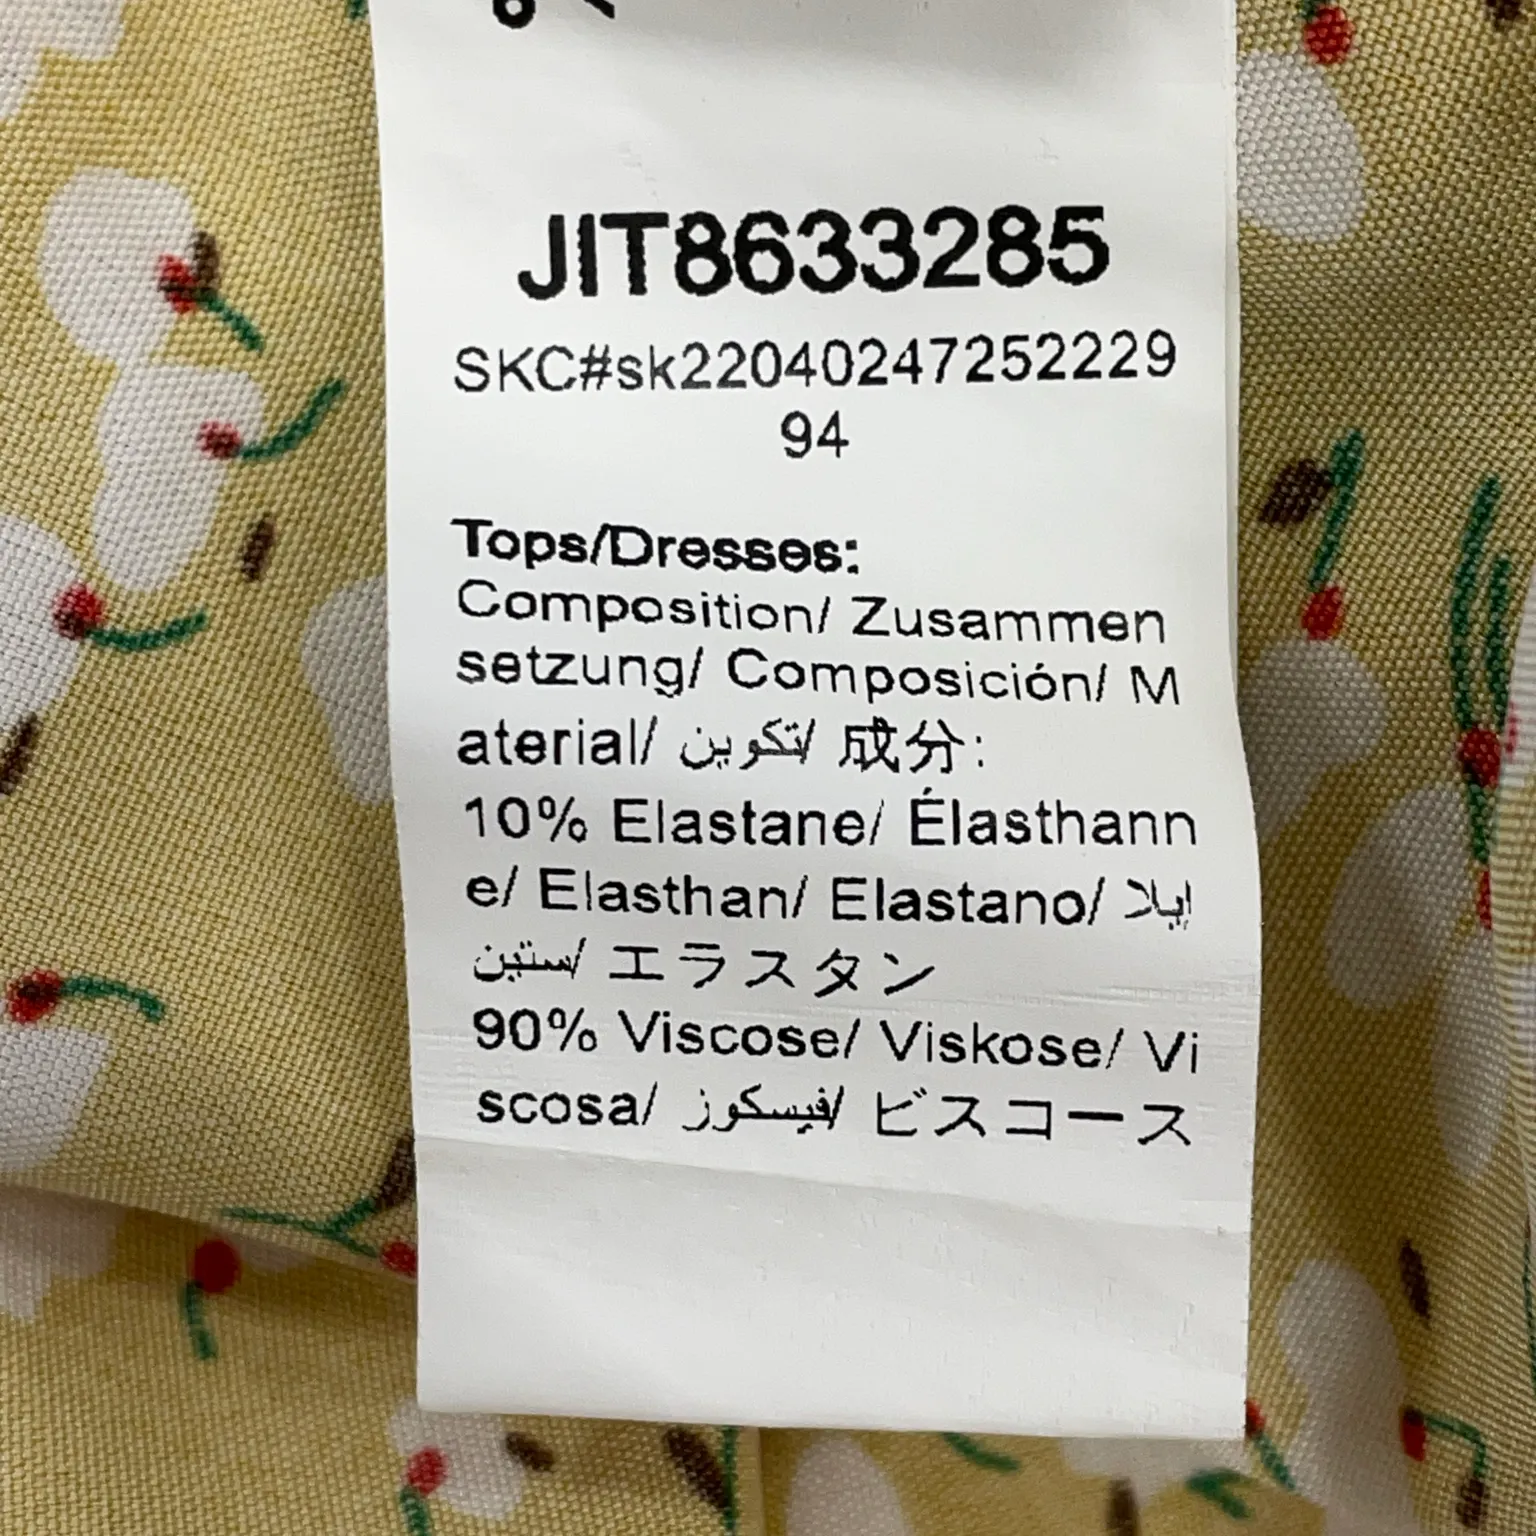 JIT8633285
SKC#sk22040247252229
94
Tops/Dresses:
Composition/ Zusammen
setzung/ Composición/ M
aterial/ تكوين/ 成分:
10% Elastane/ Élasthann
e/ Elasthan/ Elastano/ إيلا
ستين/ エラスタン
90% Viscose/ Viskose/ Vi
scosa/ فيسكوز/ ビスコース